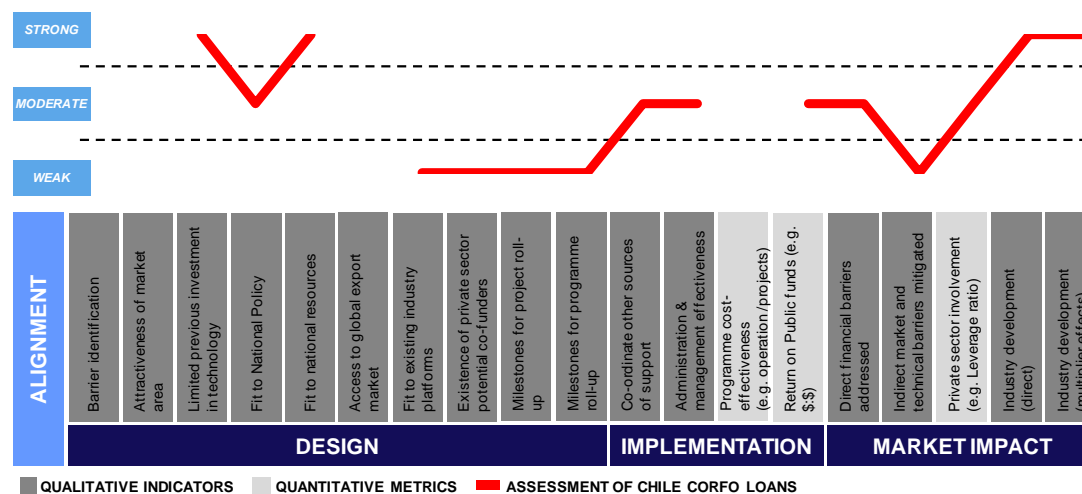 STRONG
MODERATE
WEAK
ALIGNMENT
Barrier identification
Attractiveness of market
area
Limited previous investment
in technology
Fit to National Policy
Fit to national resources
Access to global export
market
Fit to existing industry
platforms
Existence of private sector
potential co-funders
Milestones for project roll-
up
Milestones for programme
roll-up
Co-ordinate other sources
of support
Administration &
management effectiveness
Programme cost-
effectiveness
(e.g. operation /projects)
Return on Public funds (e.g.
$:$)
Direct financial barriers
addressed
Indirect market and
technical barriers mitigated
Private sector involvement
(e.g. Leverage ratio)
Industry development
(direct)
Industry development
(multiplier effects)
DESIGN
IMPLEMENTATION
MARKET IMPACT
QUALITATIVE INDICATORS
QUANTITATIVE METRICS
ASSESSMENT OF CHILE CORFO LOANS